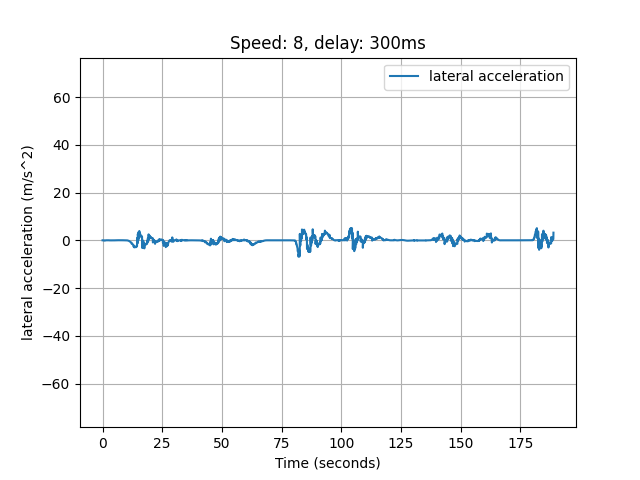 Speed: 8, delay: 300ms
lateral acceleration
lateral acceleration (m/s^2)
60
40
20
0
−20
−40
−60
0 25 50 75 100 125 150 175
Time (seconds)